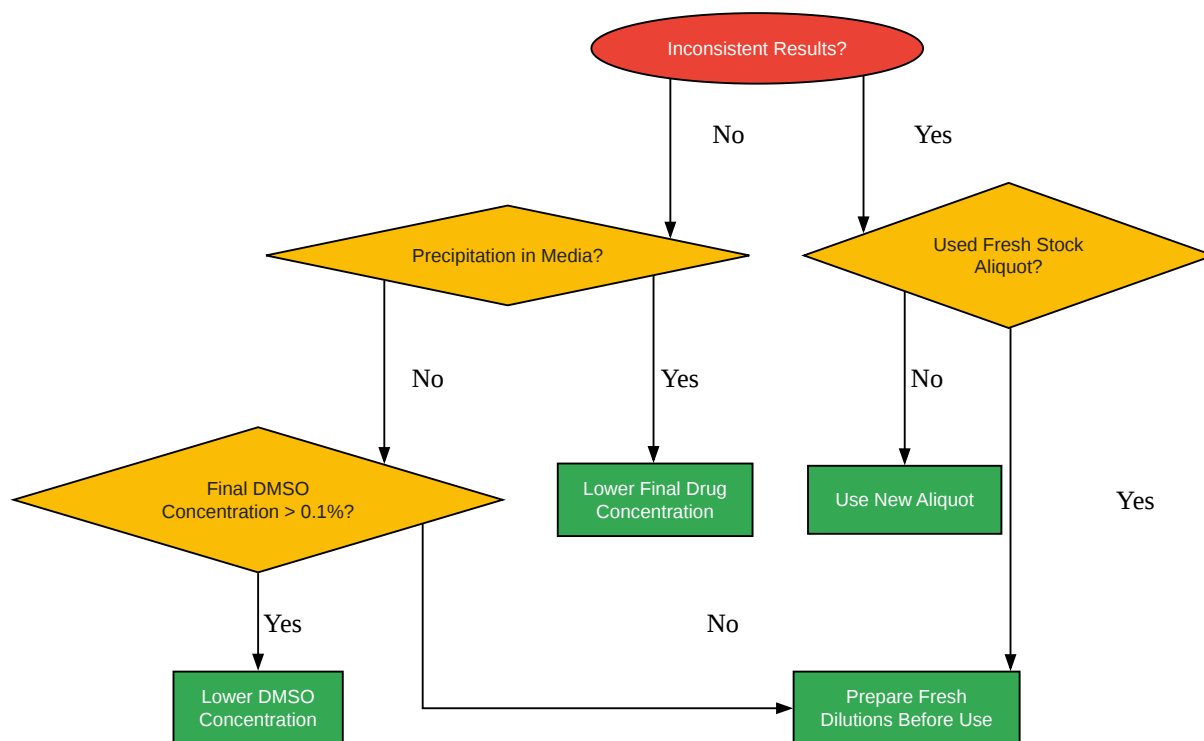 Inconsistent Results?
No
Yes
Precipitation in Media?
Used Fresh Stock
Aliquot?
No
Yes
No
Final DMSO
Concentration > 0.1%?
Lower Final Drug
Concentration
Use New Aliquot
Yes
Yes
No
Lower DMSO
Concentration
Prepare Fresh
Dilutions Before Use